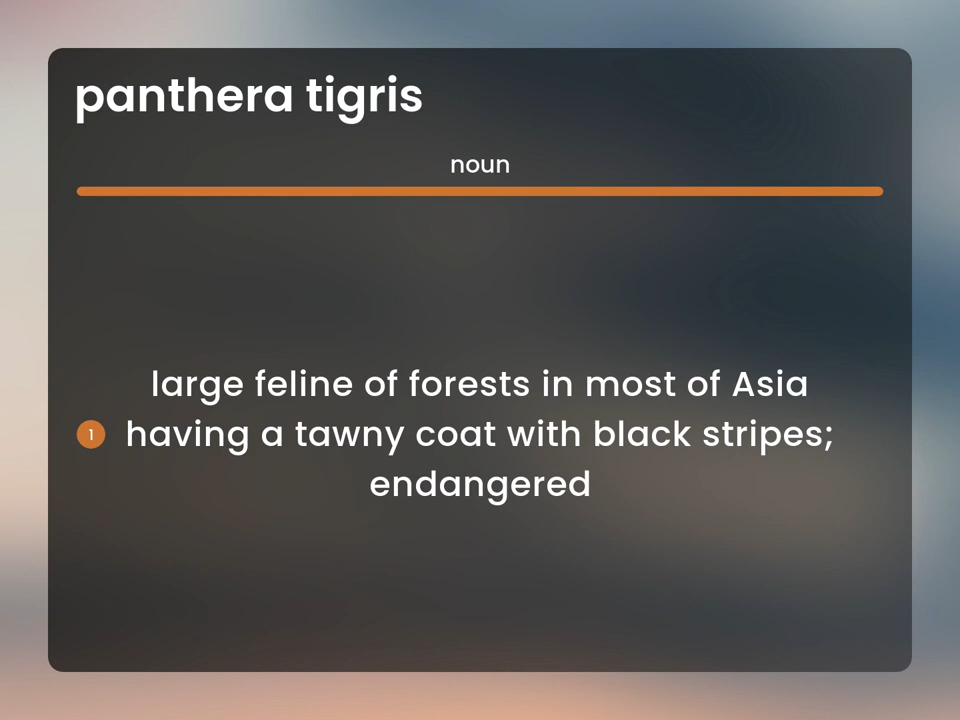 panthera tigris
noun
large feline of forests in most of Asia
1 having a tawny coat with black stripes;
endangered